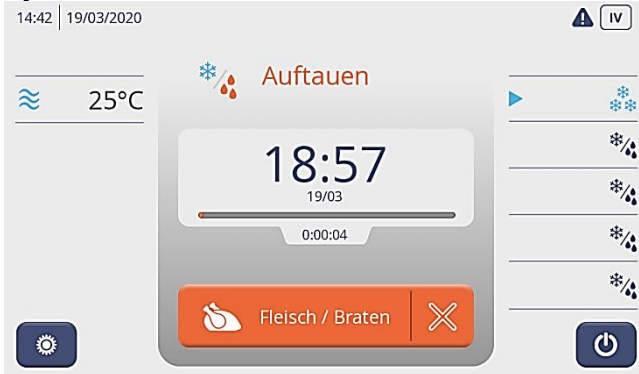 14:42 19/03/2020
IV
Auftauen
25°C
18:57
19/03
0:00:04
Fleisch / Braten